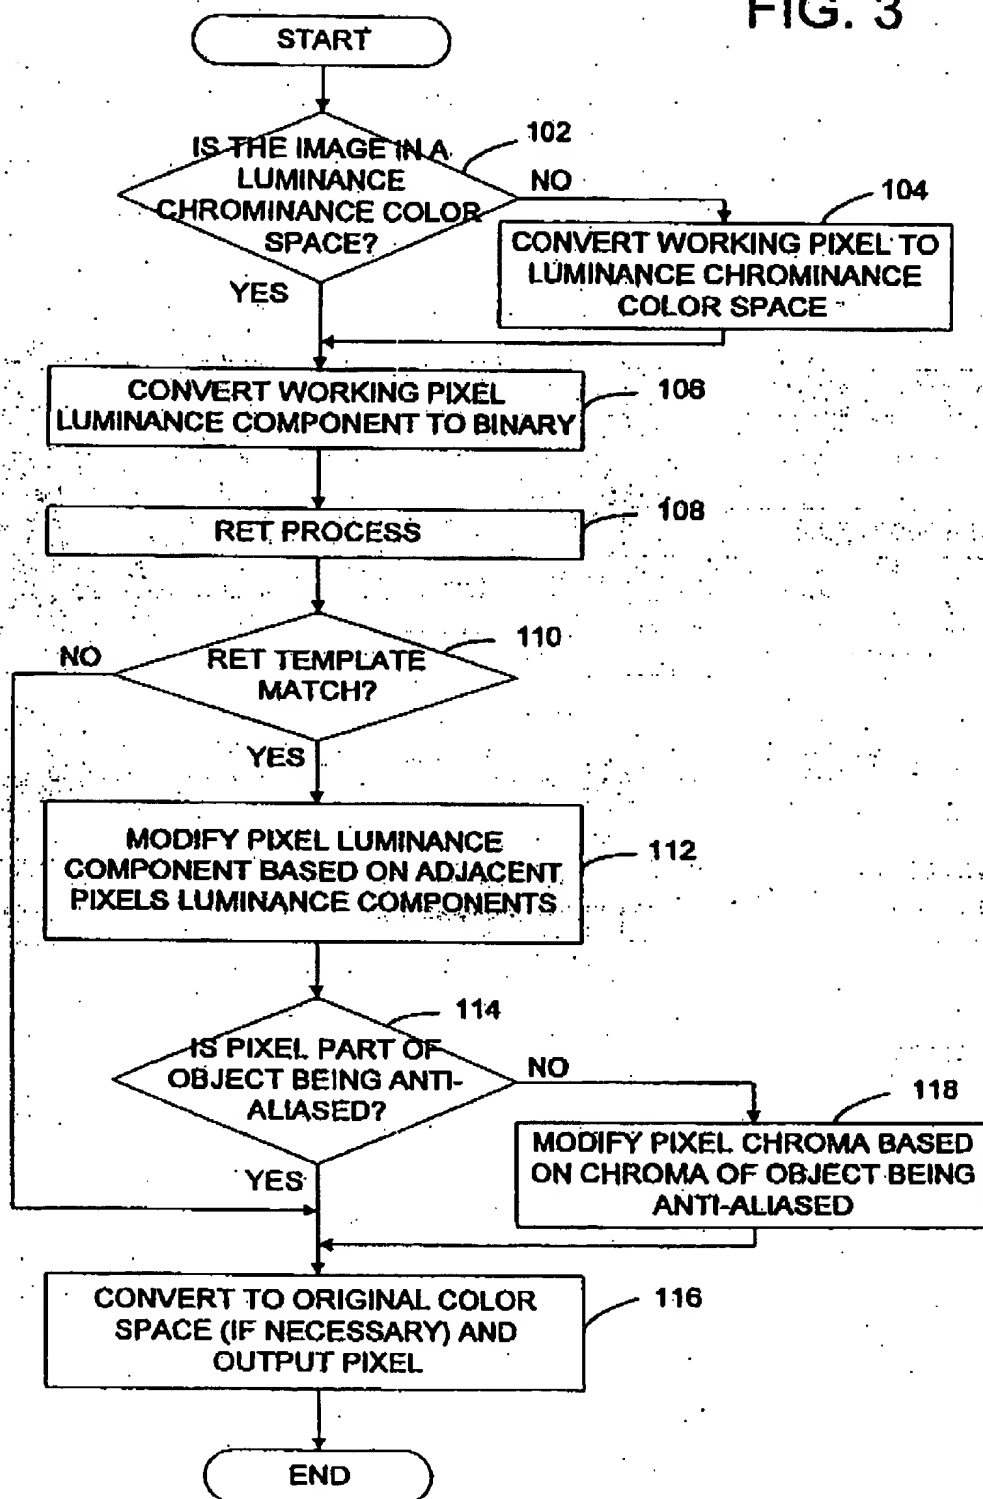 FIG. 3
START
IS THE IMAGE IN A
LUMINANCE
CHROMINANCE COLOR
SPACE?
102
NO
YES
104
CONVERT WORKING PIXEL TO
LUMINANCE CHROMINANCE
COLOR SPACE
CONVERT WORKING PIXEL
LUMINANCE COMPONENT TO BINARY
106
RET PROCESS
108
RET TEMPLATE
MATCH?
110
NO
YES
MODIFY PIXEL LUMINANCE
COMPONENT BASED ON ADJACENT
PIXELS LUMINANCE COMPONENTS
112
IS PIXEL PART OF
OBJECT BEING ANTI-
ALIASED?
114
NO
YES
118
MODIFY PIXEL CHROMA BASED
ON CHROMA OF OBJECT BEING
ANTI-ALIASED
CONVERT TO ORIGINAL COLOR
SPACE (IF NECESSARY) AND
OUTPUT PIXEL
116
END